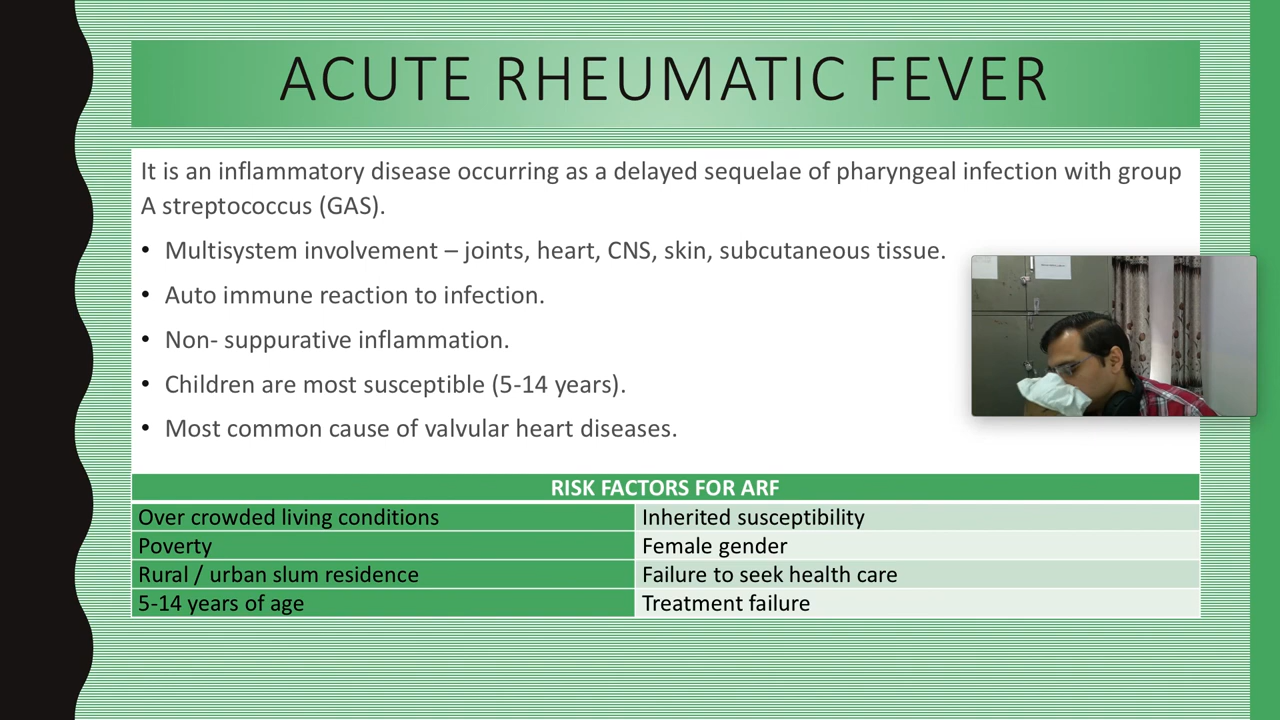 ACUTE RHEUMATIC FEVER
It is an inflammatory disease occurring as a delayed sequelae of pharyngeal infection with group
A streptococcus (GAS).
• Multisystem involvement – joints, heart, CNS, skin, subcutaneous tissue.
• Auto immune reaction to infection.
• Non- suppurative inflammation.
• Children are most susceptible (5-14 years).
• Most common cause of valvular heart diseases.
RISK FACTORS FOR ARF
Over crowded living conditions Inherited susceptibility
Poverty Female gender
Rural / urban slum residence Failure to seek health care
5-14 years of age Treatment failure